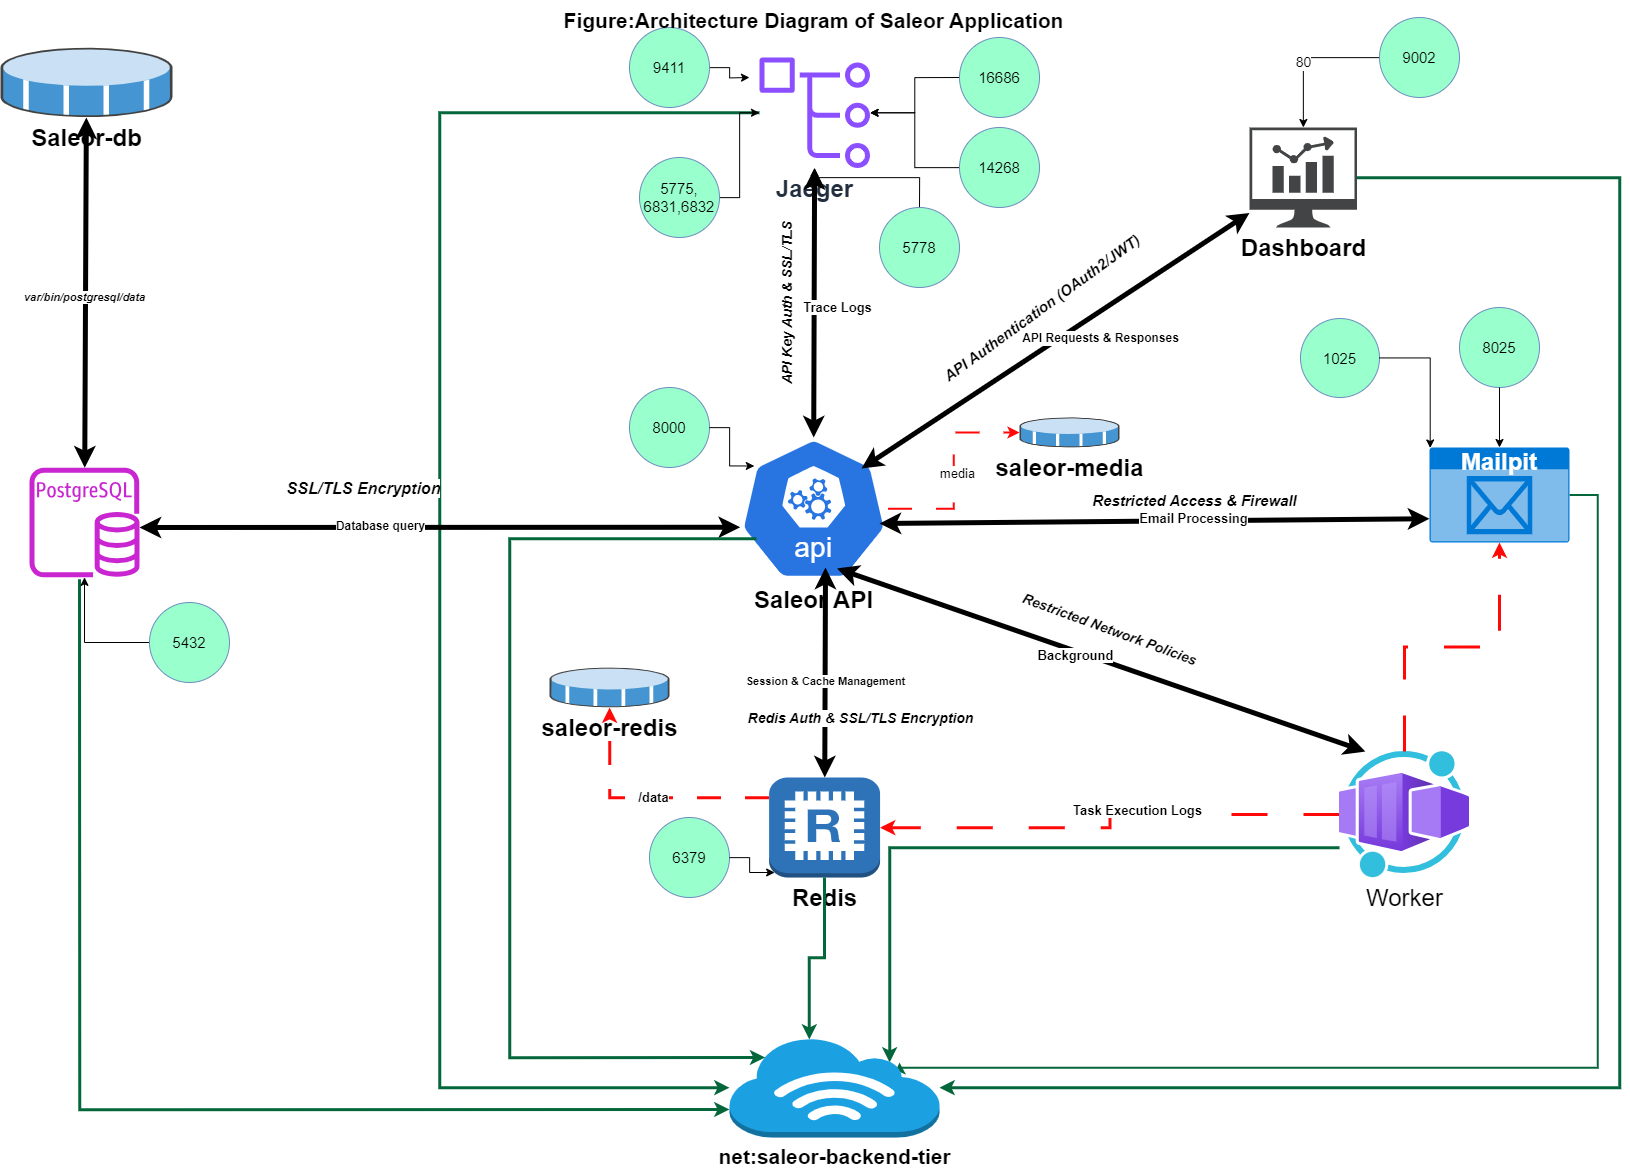 Figure:Architecture Diagram of Saleor Application
9411
16686
80
9002
Saleor-db
14268
5775,
6831,6832
Jaeger
5778
Dashboard
API Key Auth & SSL/TLS
API Authentication (OAuth2/JWT)
var/bin/postgresql/data
Trace Logs
API Requests & Responses
1025
8025
8000
saleor-media
media
Mailpit
PostgreSQL
SSL/TLS Encryption
Restricted Access & Firewall
Database query
Email Processing
api
Saleor API
Restricted Network Policies
5432
Background
Session & Cache Management
Redis Auth & SSL/TLS Encryption
saleor-redis
/data
Task Execution Logs
R
6379
Redis
Worker
net:saleor-backend-tier